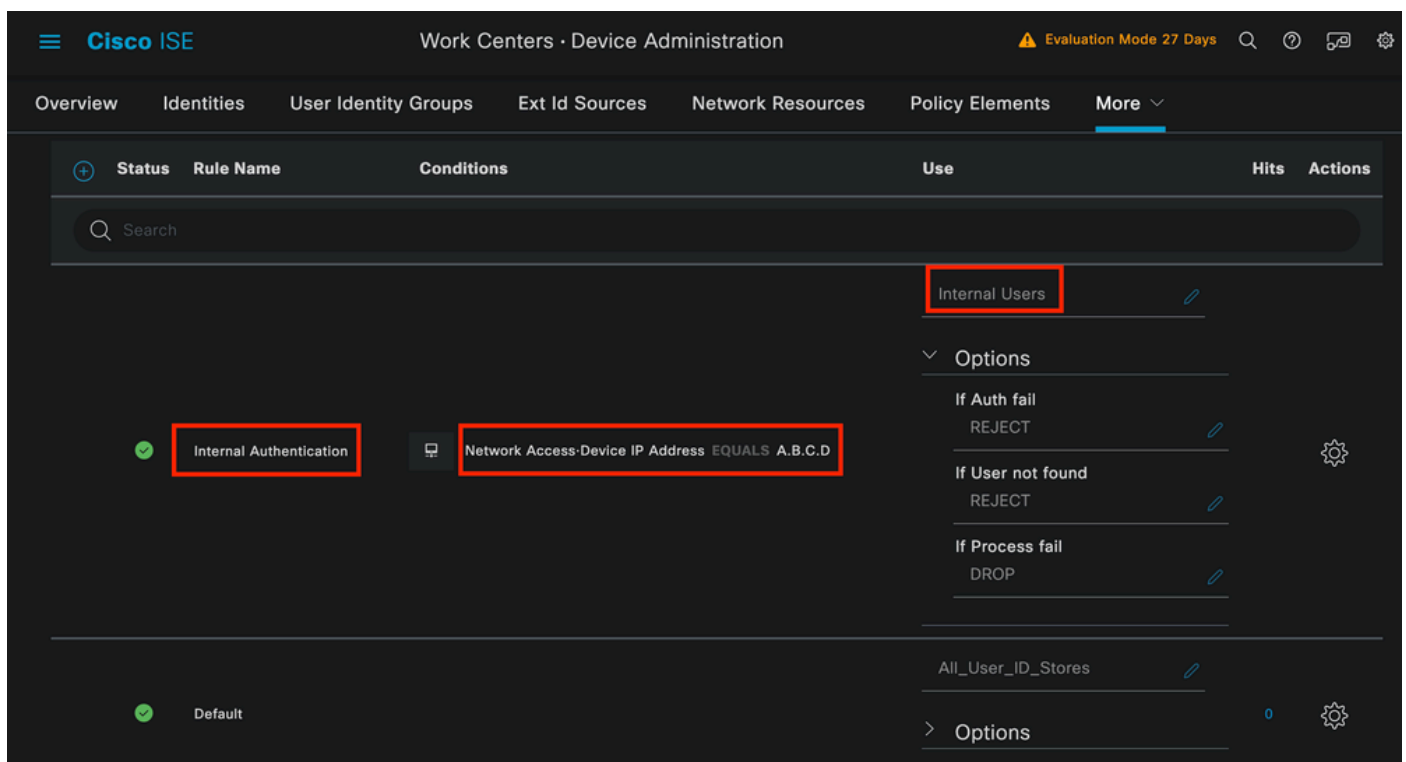 Cisco ISE
Work Centers · Device Administration
Evaluation Mode 27 Days
Overview Identities User Identity Groups Ext Id Sources Network Resources Policy Elements More
Status Rule Name Conditions Use Hits Actions
Search
Internal Users
Options
If Auth fail
REJECT
Internal Authentication Network Access·Device IP Address EQUALS A.B.C.D
If User not found
REJECT
If Process fail
DROP
All_User_ID_Stores
Default 0
Options